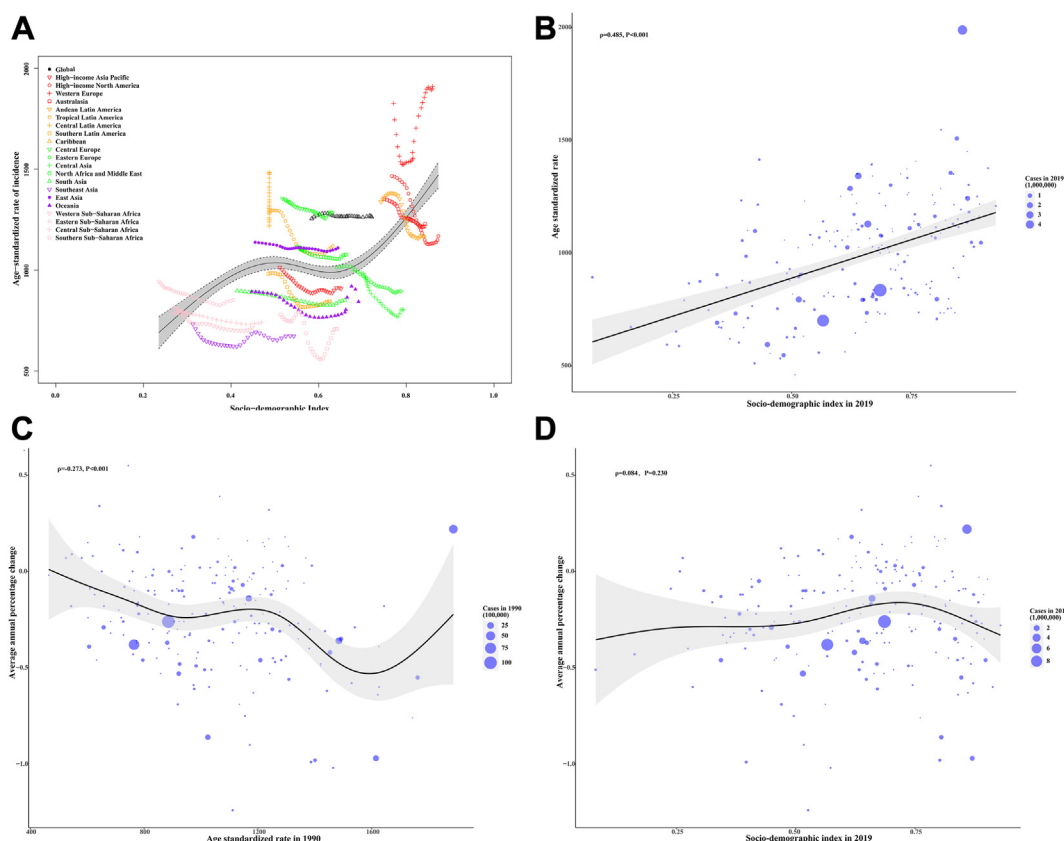 A
Age-standardized rate of incidence
2000
1500
1000
500
Global
High-income Asia Pacific
High-income North America
Western Europe
Australasia
Andean Latin America
Tropical Latin America
Central Latin America
Southern Latin America
Caribbean
Central Europe
Eastern Europe
Central Asia
North Africa and Middle East
South Asia
Southeast Asia
East Asia
Oceania
Western Sub-Saharan Africa
Eastern Sub-Saharan Africa
Central Sub-Saharan Africa
Southern Sub-Saharan Africa
0.0 0.2 0.4 0.6 0.8 1.0
Socio-demographic Index
B
ρ=0.485, P<0.001
Age standardized rate
2000
1500
1000
500
0.25 0.50 0.75
Socio-demographic index in 2019
Cases in 2019
(1,000,000)
1
2
3
4
C
ρ=-0.273, P<0.001
Average annual percentage change
0.5
0.0
-0.5
-1.0
400 800 1200 1600
Age standardized rate in 1990
Cases in 1990
(100,000)
25
50
75
100
D
ρ=0.084, P=0.230
Average annual percentage change
0.5
0.0
-0.5
-1.0
0.25 0.50 0.75
Socio-demographic index in 2019
Cases in 201
(1,000,000)
2
4
6
8